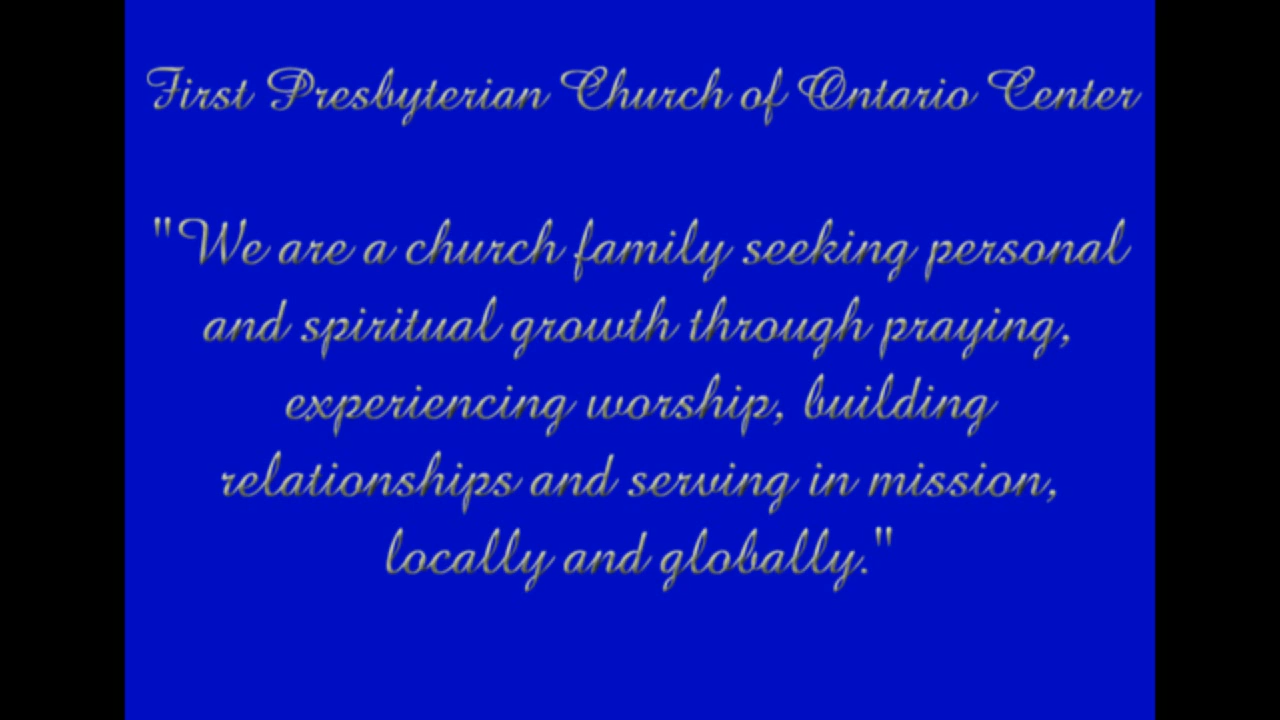 First Presbyterian Church of Ontario Center
"We are a church family seeking personal
and spiritual growth through praying,
experiencing worship, building
relationships and serving in mission,
locally and globally."